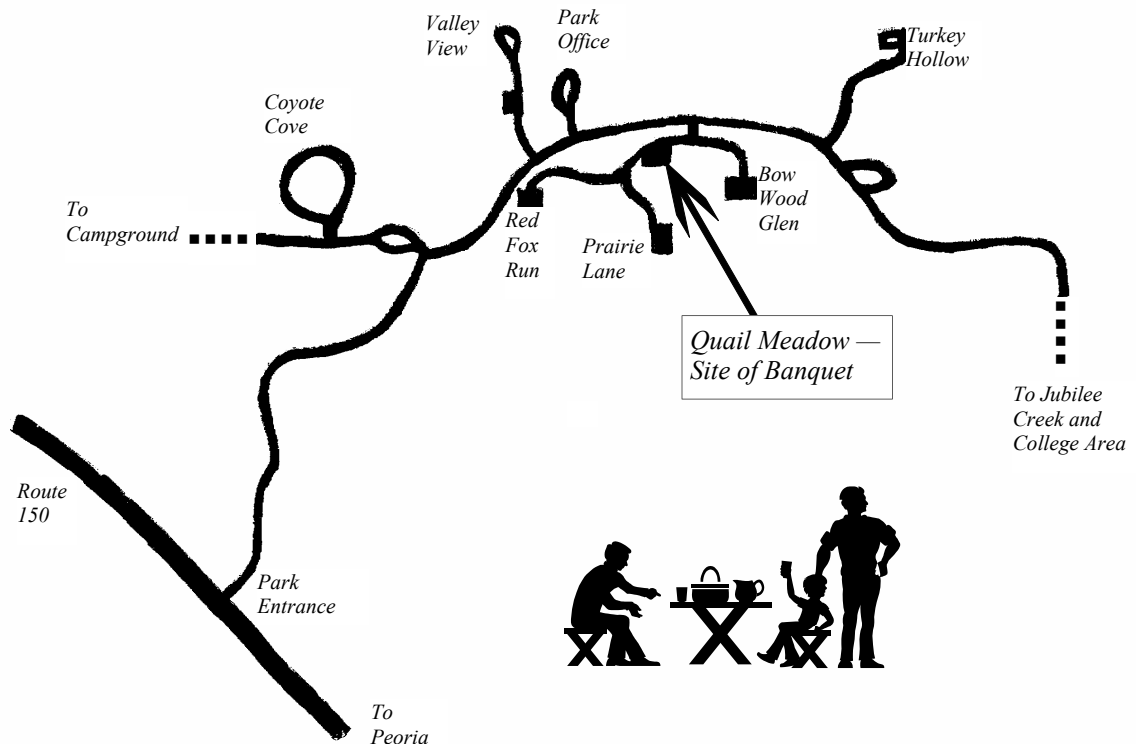 Valley
View
Park
Office
Turkey
Hollow
Coyote
Cove
To
Campground
Red
Fox
Run
Prairie
Lane
Bow
Wood
Glen
Quail Meadow —
Site of Banquet
To Jubilee
Creek and
College Area
Route
150
Park
Entrance
To
Peoria